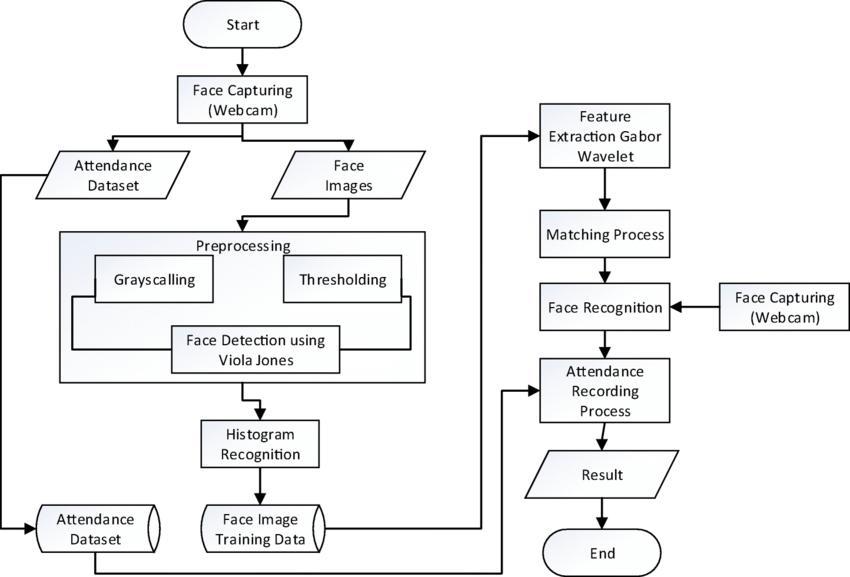 Start
Face Capturing
(Webcam)
Attendance
Dataset
Face
Images
Preprocessing
Grayscalling
Thresholding
Face Detection using
Viola Jones
Histogram
Recognition
Attendance
Dataset
Face Image
Training Data
Feature
Extraction Gabor
Wavelet
Matching Process
Face Recognition
Face Capturing
(Webcam)
Attendance
Recording
Process
Result
End